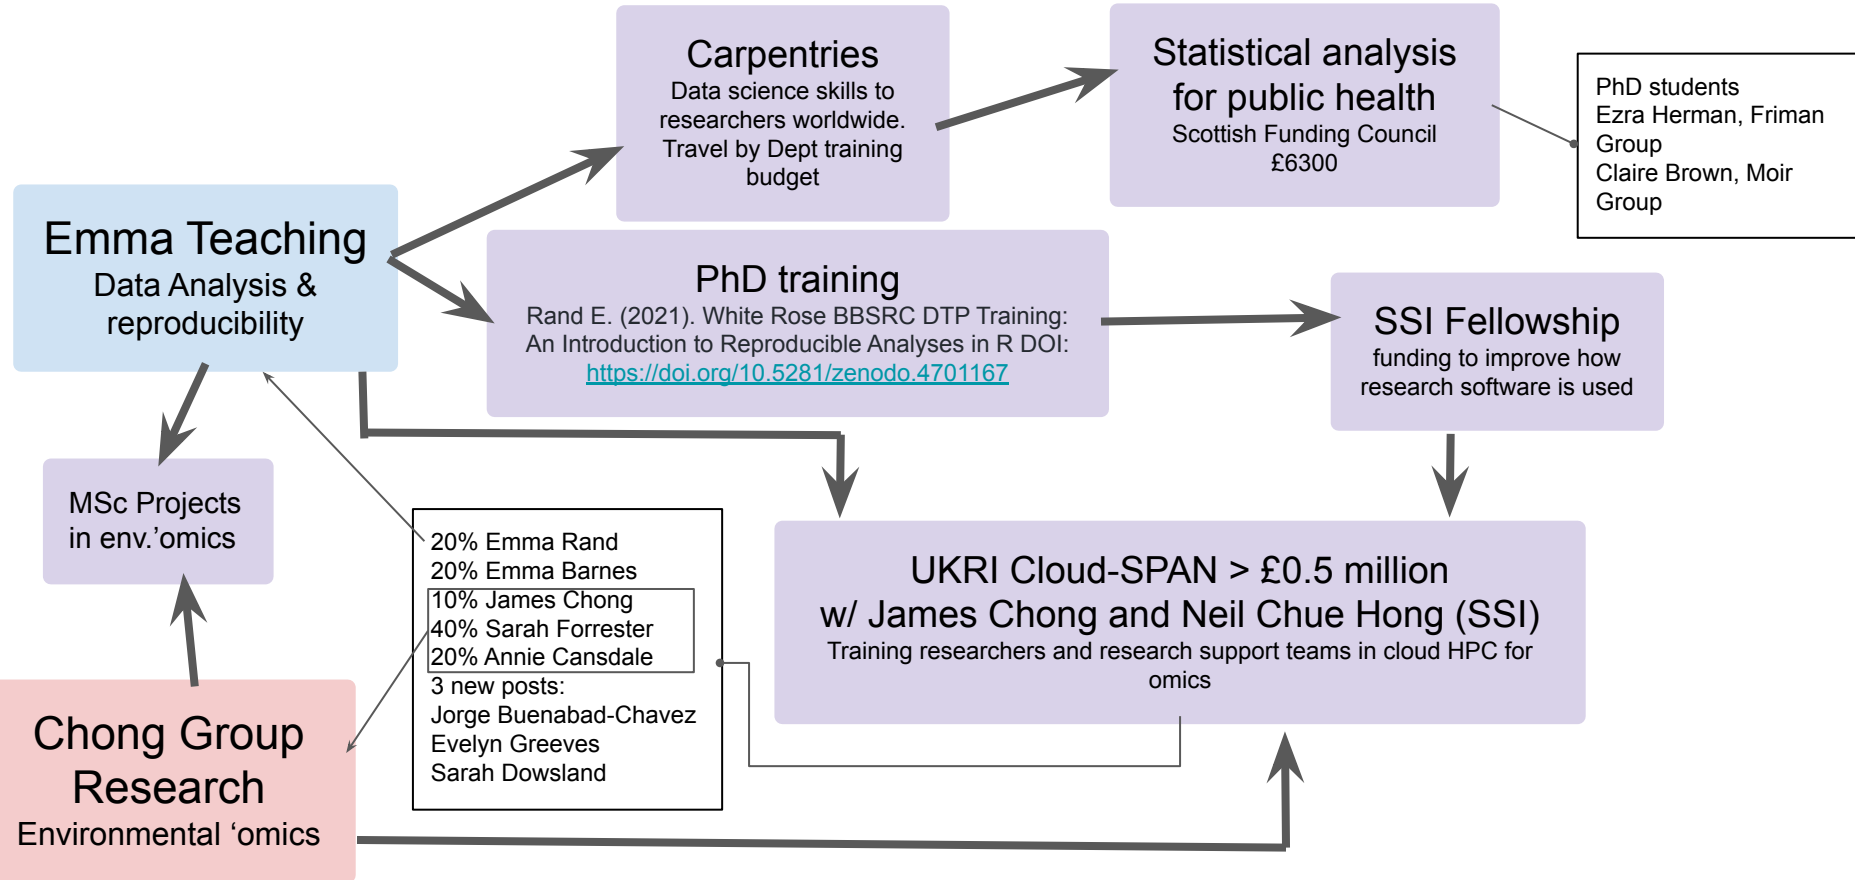 Carpentries
Data science skills to
researchers worldwide.
Travel by Dept training
budget
Statistical analysis
for public health
Scottish Funding Council
£6300
PhD students
Ezra Herman, Friman
Group
Claire Brown, Moir
Group
Emma Teaching
Data Analysis &
reproducibility
PhD training
Rand E. (2021). White Rose BBSRC DTP Training:
An Introduction to Reproducible Analyses in R DOI:
https://doi.org/10.5281/zenodo.4701167
SSI Fellowship
funding to improve how
research software is used
MSc Projects
in env.’omics
20% Emma Rand
20% Emma Barnes
10% James Chong
40% Sarah Forrester
20% Annie Cansdale
3 new posts:
Jorge Buenabad-Chavez
Evelyn Greeves
Sarah Dowsland
UKRI Cloud-SPAN > £0.5 million
w/ James Chong and Neil Chue Hong (SSI)
Training researchers and research support teams in cloud HPC for
omics
Chong Group
Research
Environmental ‘omics